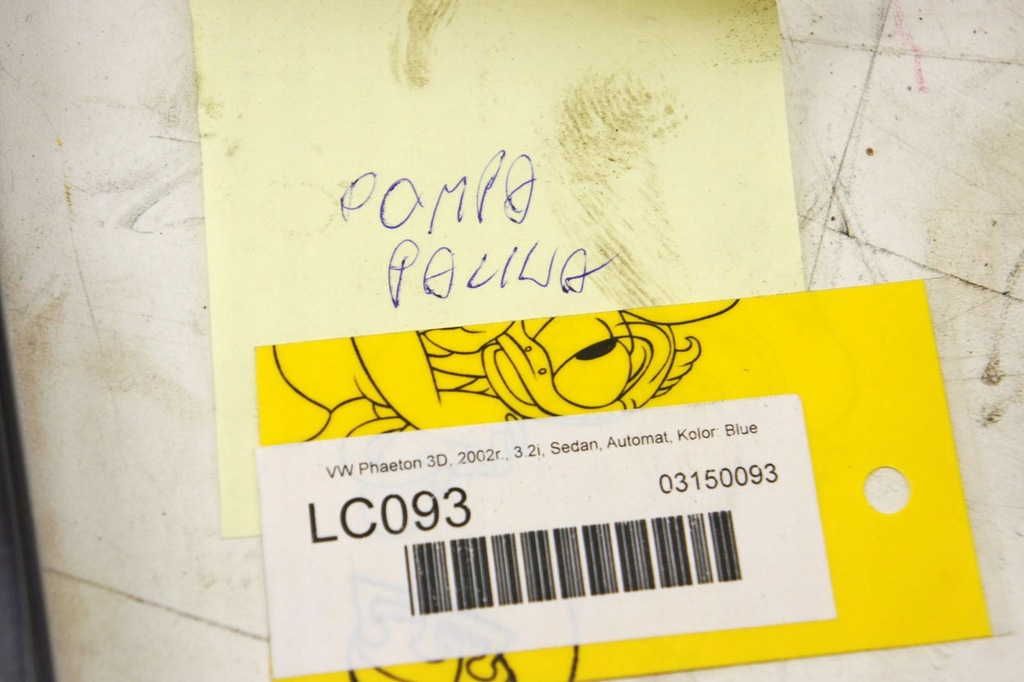 POMPA
PALIWA
VW Phaeton 3D, 2002r., 3.2i, Sedan, Automat, Kolor: Blue
03150093
LC093